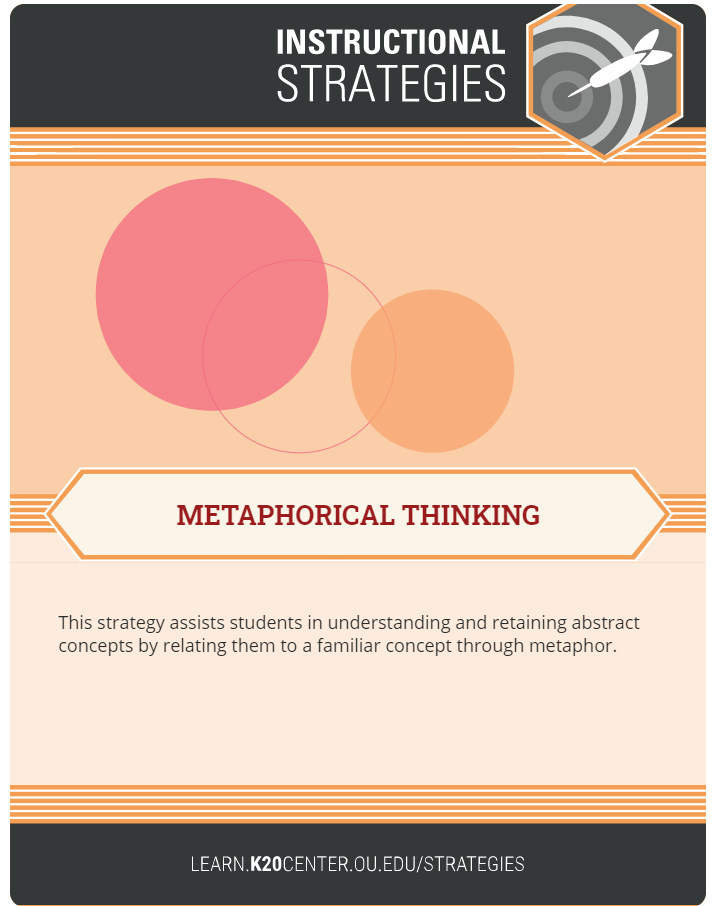 INSTRUCTIONAL
STRATEGIES
METAPHORICAL THINKING
This strategy assists students in understanding and retaining abstract
concepts by relating them to a familiar concept through metaphor.
LEARN.K20CENTER.OU.EDU/STRATEGIES